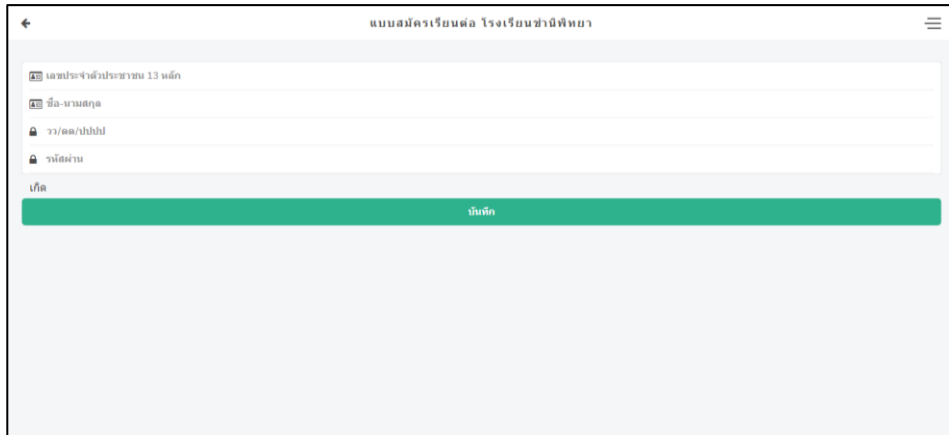 แบบสมัครเรียนต่อ โรงเรียนชำนิพิทยา
เลขประจำตัวประชาชน 13 หลัก
ชื่อ-นามสกุล
วว/ดด/ปปปป
รหัสผ่าน
เกิด
บันทึก